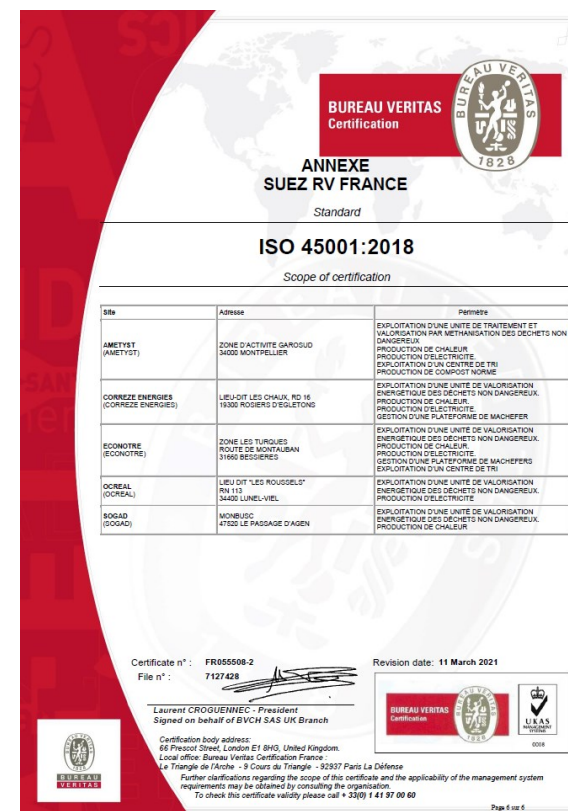 BUREAU VERITAS
Certification
BUREAU VERITAS
1828
ANNEXE
SUEZ RV FRANCE
Standard
ISO 45001:2018
Scope of certification
Site Adresse Périmètre
AMETYST
(AMETYST)
ZONE D'ACTIVITE GAROSUD
34000 MONTPELLIER
EXPLOITATION D'UNE UNITE DE TRAITEMENT ET
VALORISATION PAR METHANISATION DES DECHETS NON
DANGEREUX
PRODUCTION DE CHALEUR
PRODUCTION D'ELECTRICITE.
EXPLOITATION D'UN CENTRE DE TRI
PRODUCTION DE COMPOST NORME
CORREZE ENERGIES
(CORREZE ENERGIES)
LIEU-DIT LES CHAUX, RD 16
19300 ROSIERS D'EGLETONS
EXPLOITATION D'UNE UNITÉ DE VALORISATION
ENERGÉTIQUE DES DÉCHETS NON DANGEREUX.
PRODUCTION DE CHALEUR.
PRODUCTION D'ELECTRICITE.
GESTION D'UNE PLATEFORME DE MACHEFER
ECONOTRE
(ECONOTRE)
ZONE LES TURQUES
ROUTE DE MONTAUBAN
31660 BESSIERES
EXPLOITATION D'UNE UNITÉ DE VALORISATION
ENERGÉTIQUE DES DÉCHETS NON DANGEREUX.
PRODUCTION DE CHALEUR.
PRODUCTION D'ELECTRICITE.
GESTION D'UNE PLATEFORME DE MACHEFERS
EXPLOITATION D'UN CENTRE DE TRI
OCREAL
(OCREAL)
LIEU DIT "LES ROUSSELS"
RN 113
34400 LUNEL-VIEL
EXPLOITATION D'UNE UNITÉ DE VALORISATION
ENERGÉTIQUE DES DÉCHETS NON DANGEREUX.
PRODUCTION D'ELECTRICITE
SOGAD
(SOGAD)
MONBUSC
47520 LE PASSAGE D'AGEN
EXPLOITATION D'UNE UNITÉ DE VALORISATION
ENERGÉTIQUE DES DÉCHETS NON DANGEREUX.
PRODUCTION DE CHALEUR
Certificate n° : FR055508-2 Revision date: 11 March 2021
File n° : 7127428
Laurent CROGUENNEC - President
Signed on behalf of BVCH SAS UK Branch
BUREAU VERITAS
Certification
1828
UKAS
MANAGEMENT
SYSTEMS
0008
Certification body address:
66 Prescot Street, London E1 8HG, United Kingdom.
Local office: Bureau Veritas Certification France :
Le Triangle de l'Arche - 9 Cours du Triangle - 92937 Paris La Défense
Further clarifications regarding the scope of this certificate and the applicability of the management system
requirements may be obtained by consulting the organisation.
To check this certificate validity please call + 33(0) 1 41 97 00 60
BUREAU
VERITAS
Page 6 sur 6